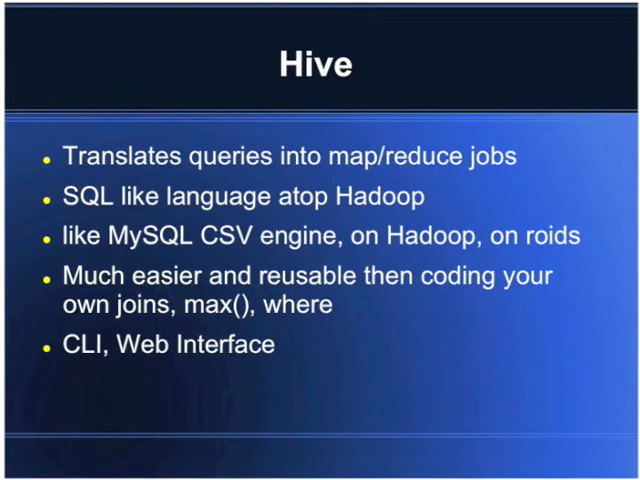 Hive
Translates queries into map/reduce jobs
SQL like language atop Hadoop
like MySQL CSV engine, on Hadoop, on roids
Much easier and reusable then coding your
own joins, max(), where
CLI, Web Interface